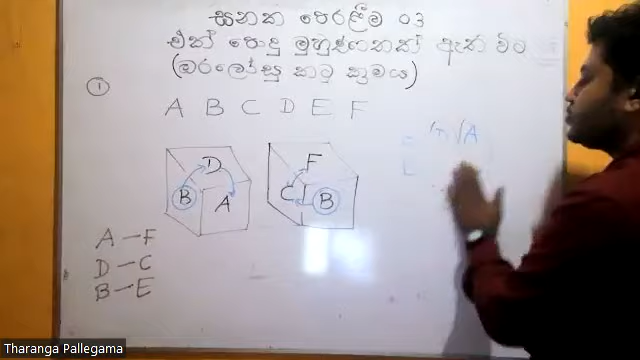 ඝනක පෙරළීම 03
එක් පොදු මුහුණතක් ඇති විට
(ඔරලෝසු කටු ක්‍රමය)
①
A B C D E F
D
B
A
F
C
B
A – F
D – C
B – E
Tharanga Pallegama